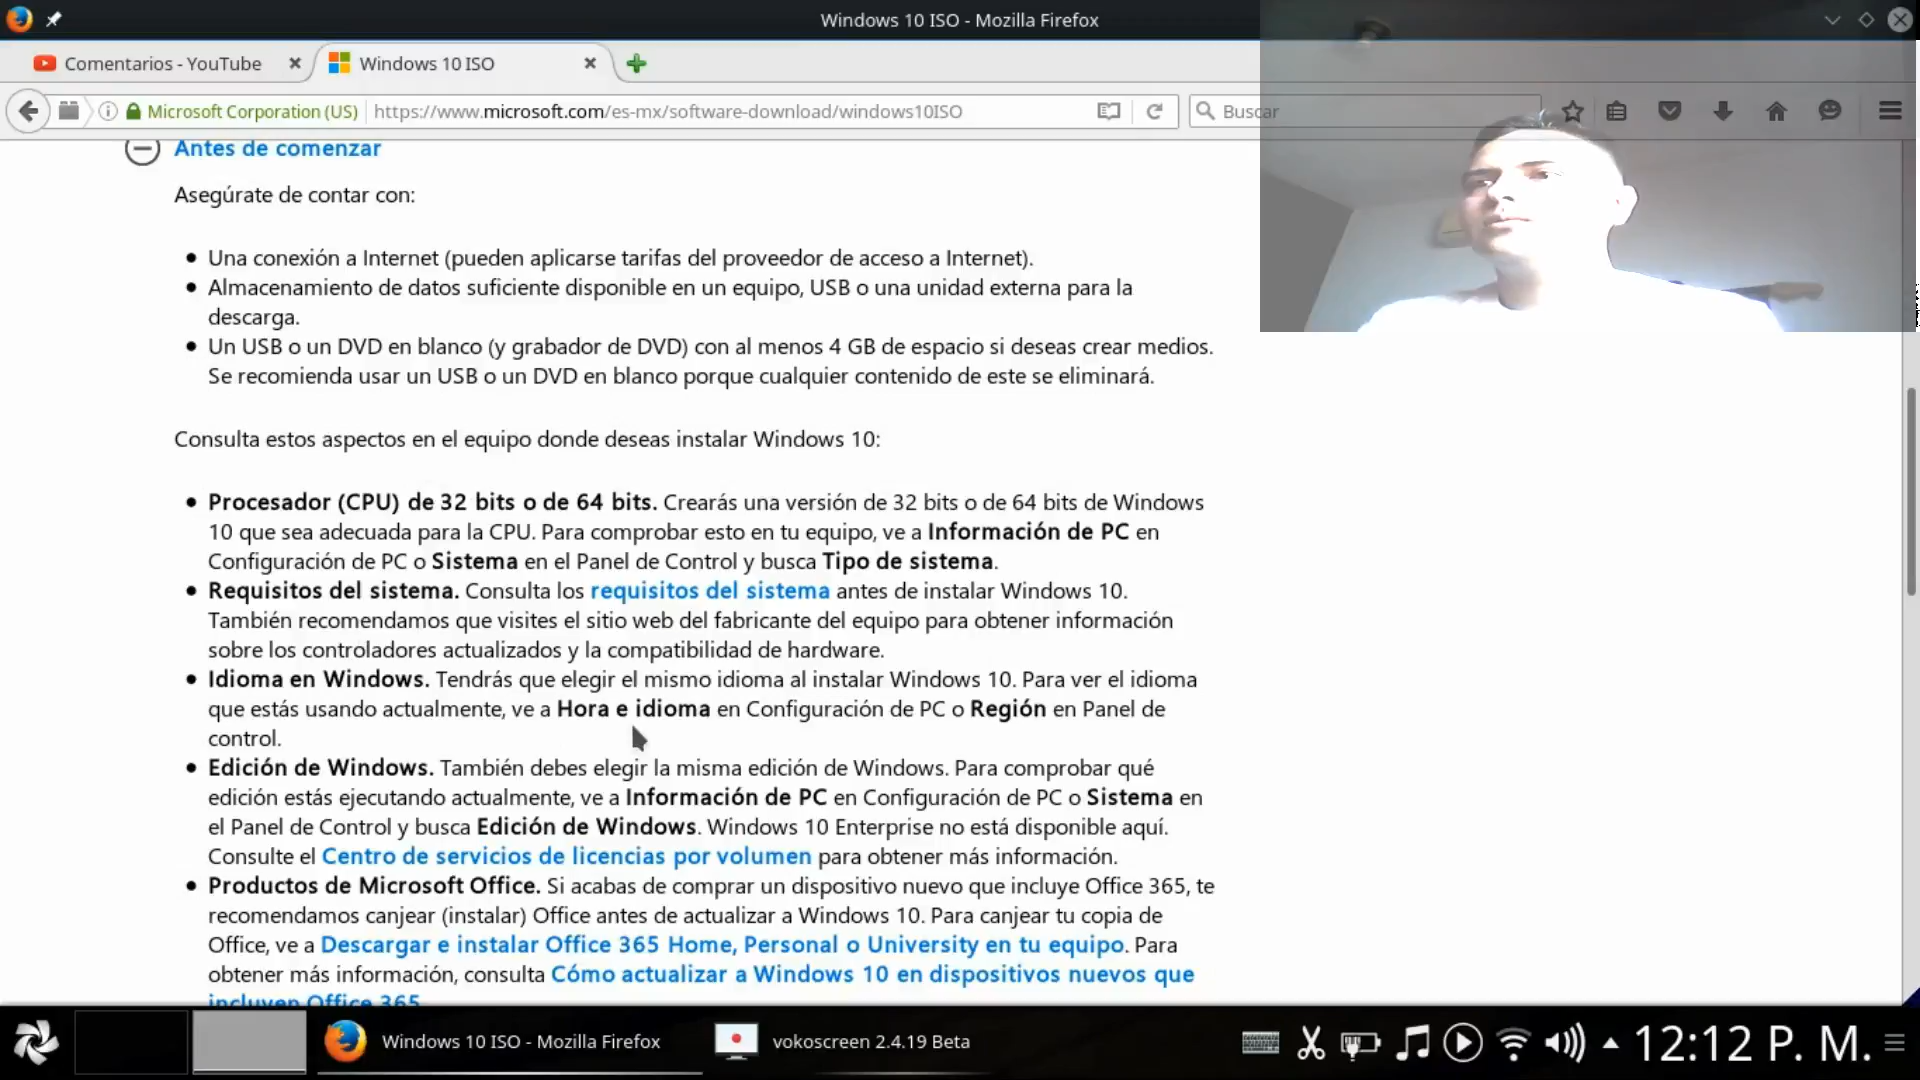 Windows 10 ISO - Mozilla Firefox
Comentarios - YouTube
Windows 10 ISO
Microsoft Corporation (US)
https://www.microsoft.com/es-mx/software-download/windows10ISO
Buscar
Antes de comenzar
Asegúrate de contar con:
Una conexión a Internet (pueden aplicarse tarifas del proveedor de acceso a Internet).
Almacenamiento de datos suficiente disponible en un equipo, USB o una unidad externa para la
descarga.
Un USB o un DVD en blanco (y grabador de DVD) con al menos 4 GB de espacio si deseas crear medios.
Se recomienda usar un USB o un DVD en blanco porque cualquier contenido de este se eliminará.
Consulta estos aspectos en el equipo donde deseas instalar Windows 10:
Procesador (CPU) de 32 bits o de 64 bits. Crearás una versión de 32 bits o de 64 bits de Windows
10 que sea adecuada para la CPU. Para comprobar esto en tu equipo, ve a Información de PC en
Configuración de PC o Sistema en el Panel de Control y busca Tipo de sistema.
Requisitos del sistema. Consulta los requisitos del sistema antes de instalar Windows 10.
También recomendamos que visites el sitio web del fabricante del equipo para obtener información
sobre los controladores actualizados y la compatibilidad de hardware.
Idioma en Windows. Tendrás que elegir el mismo idioma al instalar Windows 10. Para ver el idioma
que estás usando actualmente, ve a Hora e idioma en Configuración de PC o Región en Panel de
control.
Edición de Windows. También debes elegir la misma edición de Windows. Para comprobar qué
edición estás ejecutando actualmente, ve a Información de PC en Configuración de PC o Sistema en
el Panel de Control y busca Edición de Windows. Windows 10 Enterprise no está disponible aquí.
Consulte el Centro de servicios de licencias por volumen para obtener más información.
Productos de Microsoft Office. Si acabas de comprar un dispositivo nuevo que incluye Office 365, te
recomendamos canjear (instalar) Office antes de actualizar a Windows 10. Para canjear tu copia de
Office, ve a Descargar e instalar Office 365 Home, Personal o University en tu equipo. Para
obtener más información, consulta Cómo actualizar a Windows 10 en dispositivos nuevos que
incluyen Office 365.
Windows 10 ISO - Mozilla Firefox
vokoscreen 2.4.19 Beta
12:12 P. M.